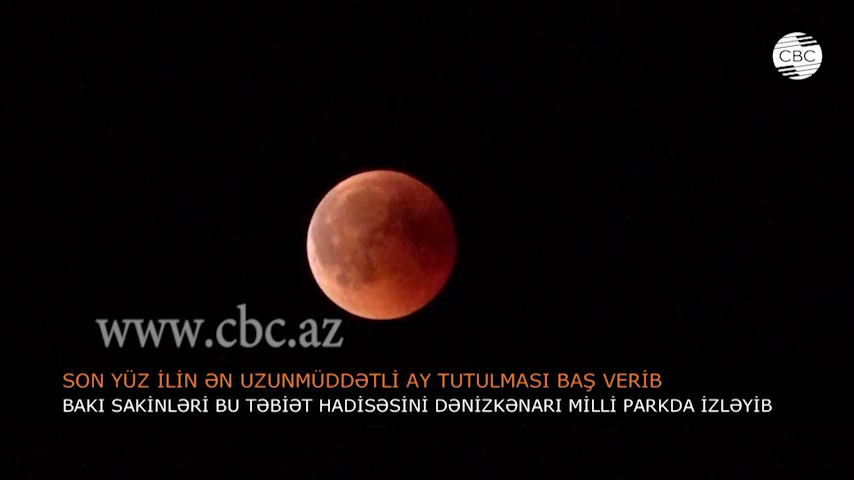 CBC
www.cbc.az
SON YÜZ İLİN ƏN UZUNMÜDDƏTLİ AY TUTULMASI BAŞ VERİB
BAKI SAKİNLƏRİ BU TƏBİƏT HADİSƏSİNİ DƏNİZKƏNARI MİLLİ PARKDA İZLƏYİB